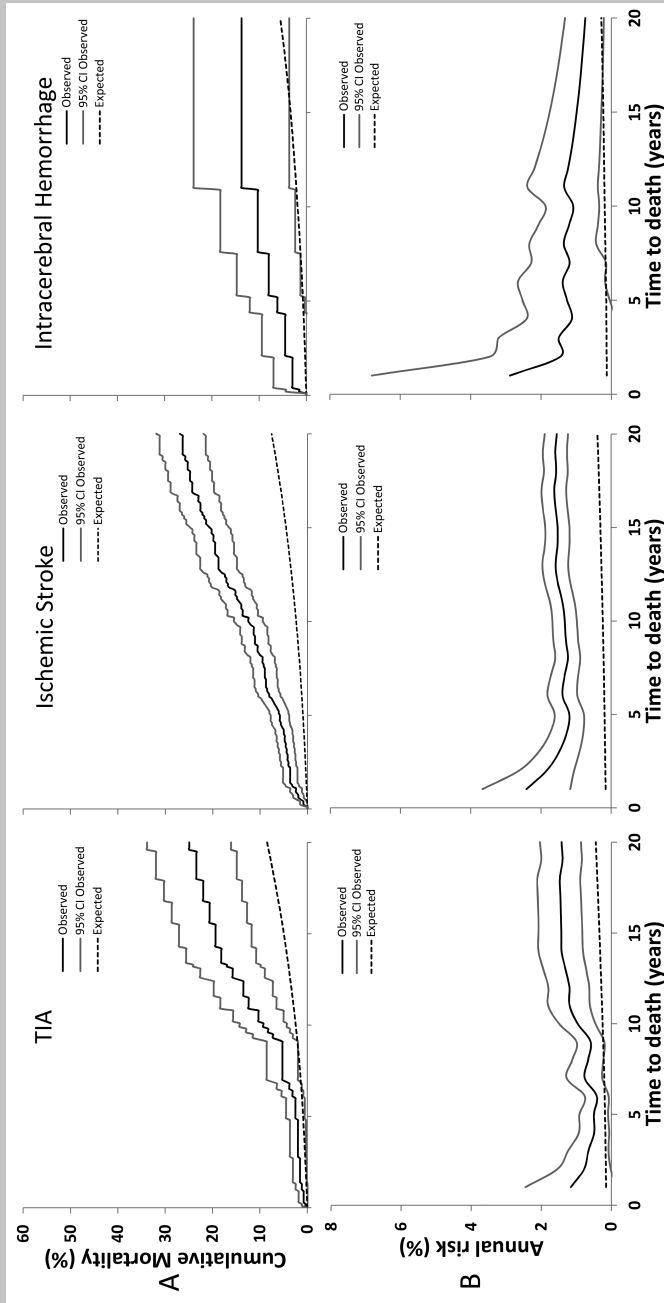 TIA
Ischemic Stroke
Intracerebral Hemorrhage
A
Cumulative Mortality (%)
60
50
40
30
20
10
0
Observed
95% CI Observed
Expected
Observed
95% CI Observed
Expected
Observed
95% CI Observed
Expected
B
Annual risk (%)
8
6
4
2
0
Observed
95% CI Observed
Expected
Observed
95% CI Observed
Expected
Observed
95% CI Observed
Expected
0 5 10 15 20
0 5 10 15 20
0 5 10 15 20
Time to death (years)
Time to death (years)
Time to death (years)